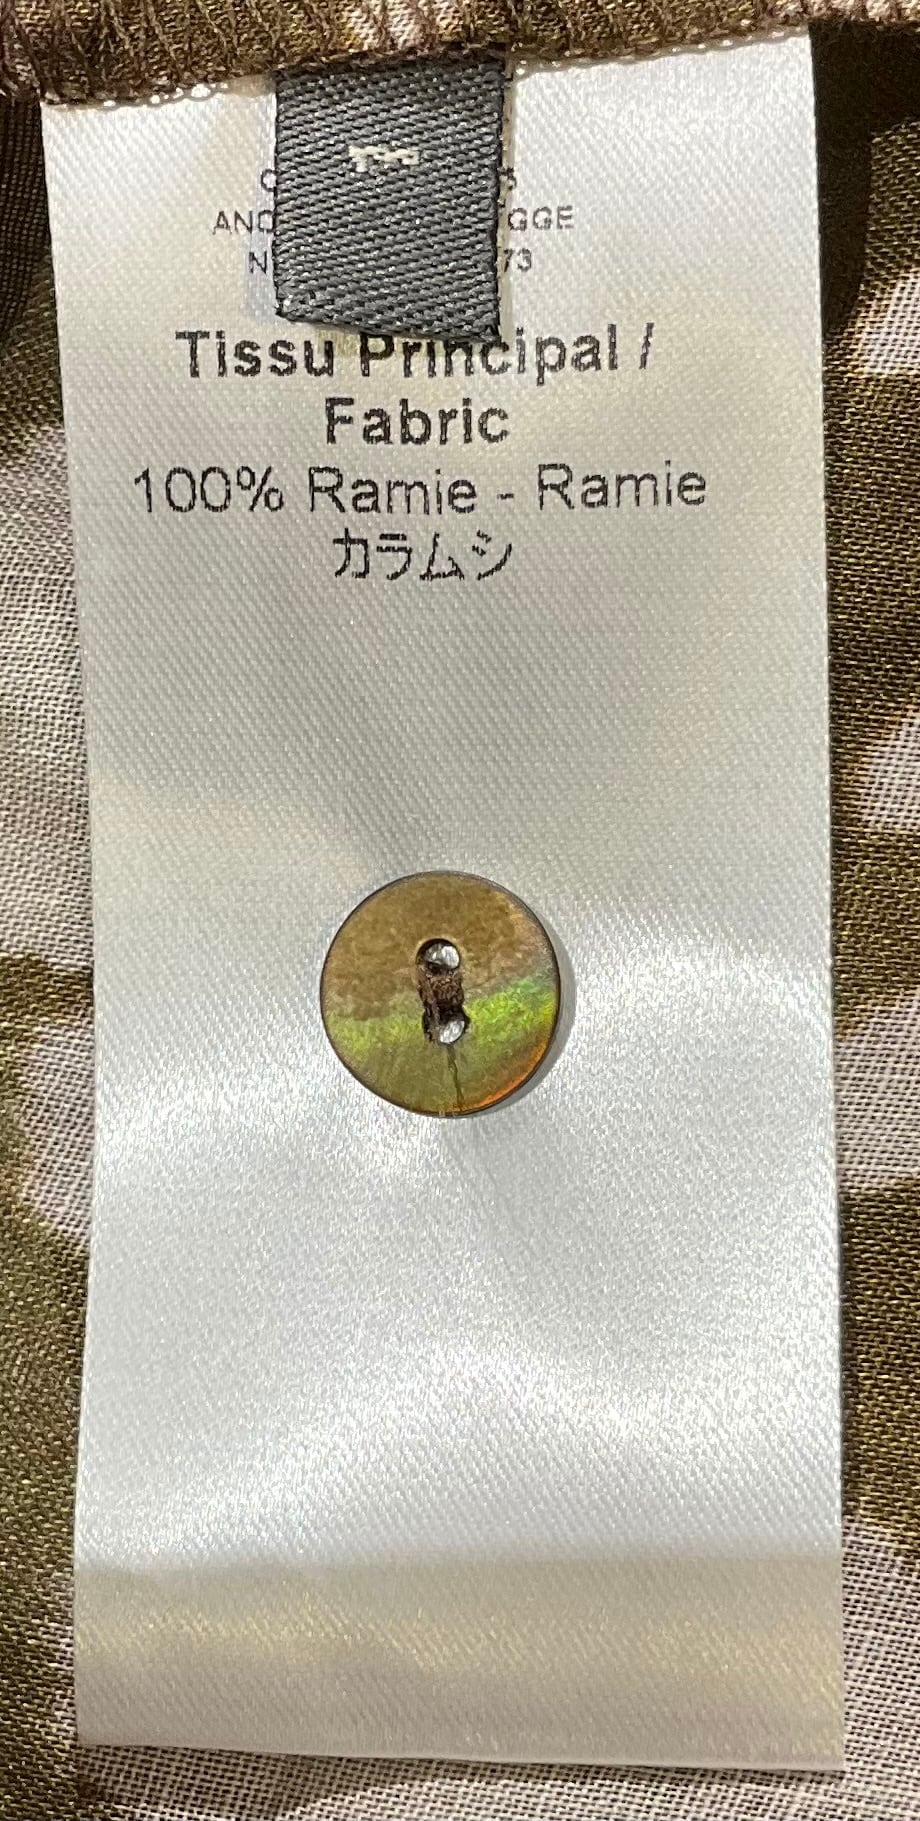 Tissu Principal /
Fabric
100% Ramie - Ramie
カラムシ